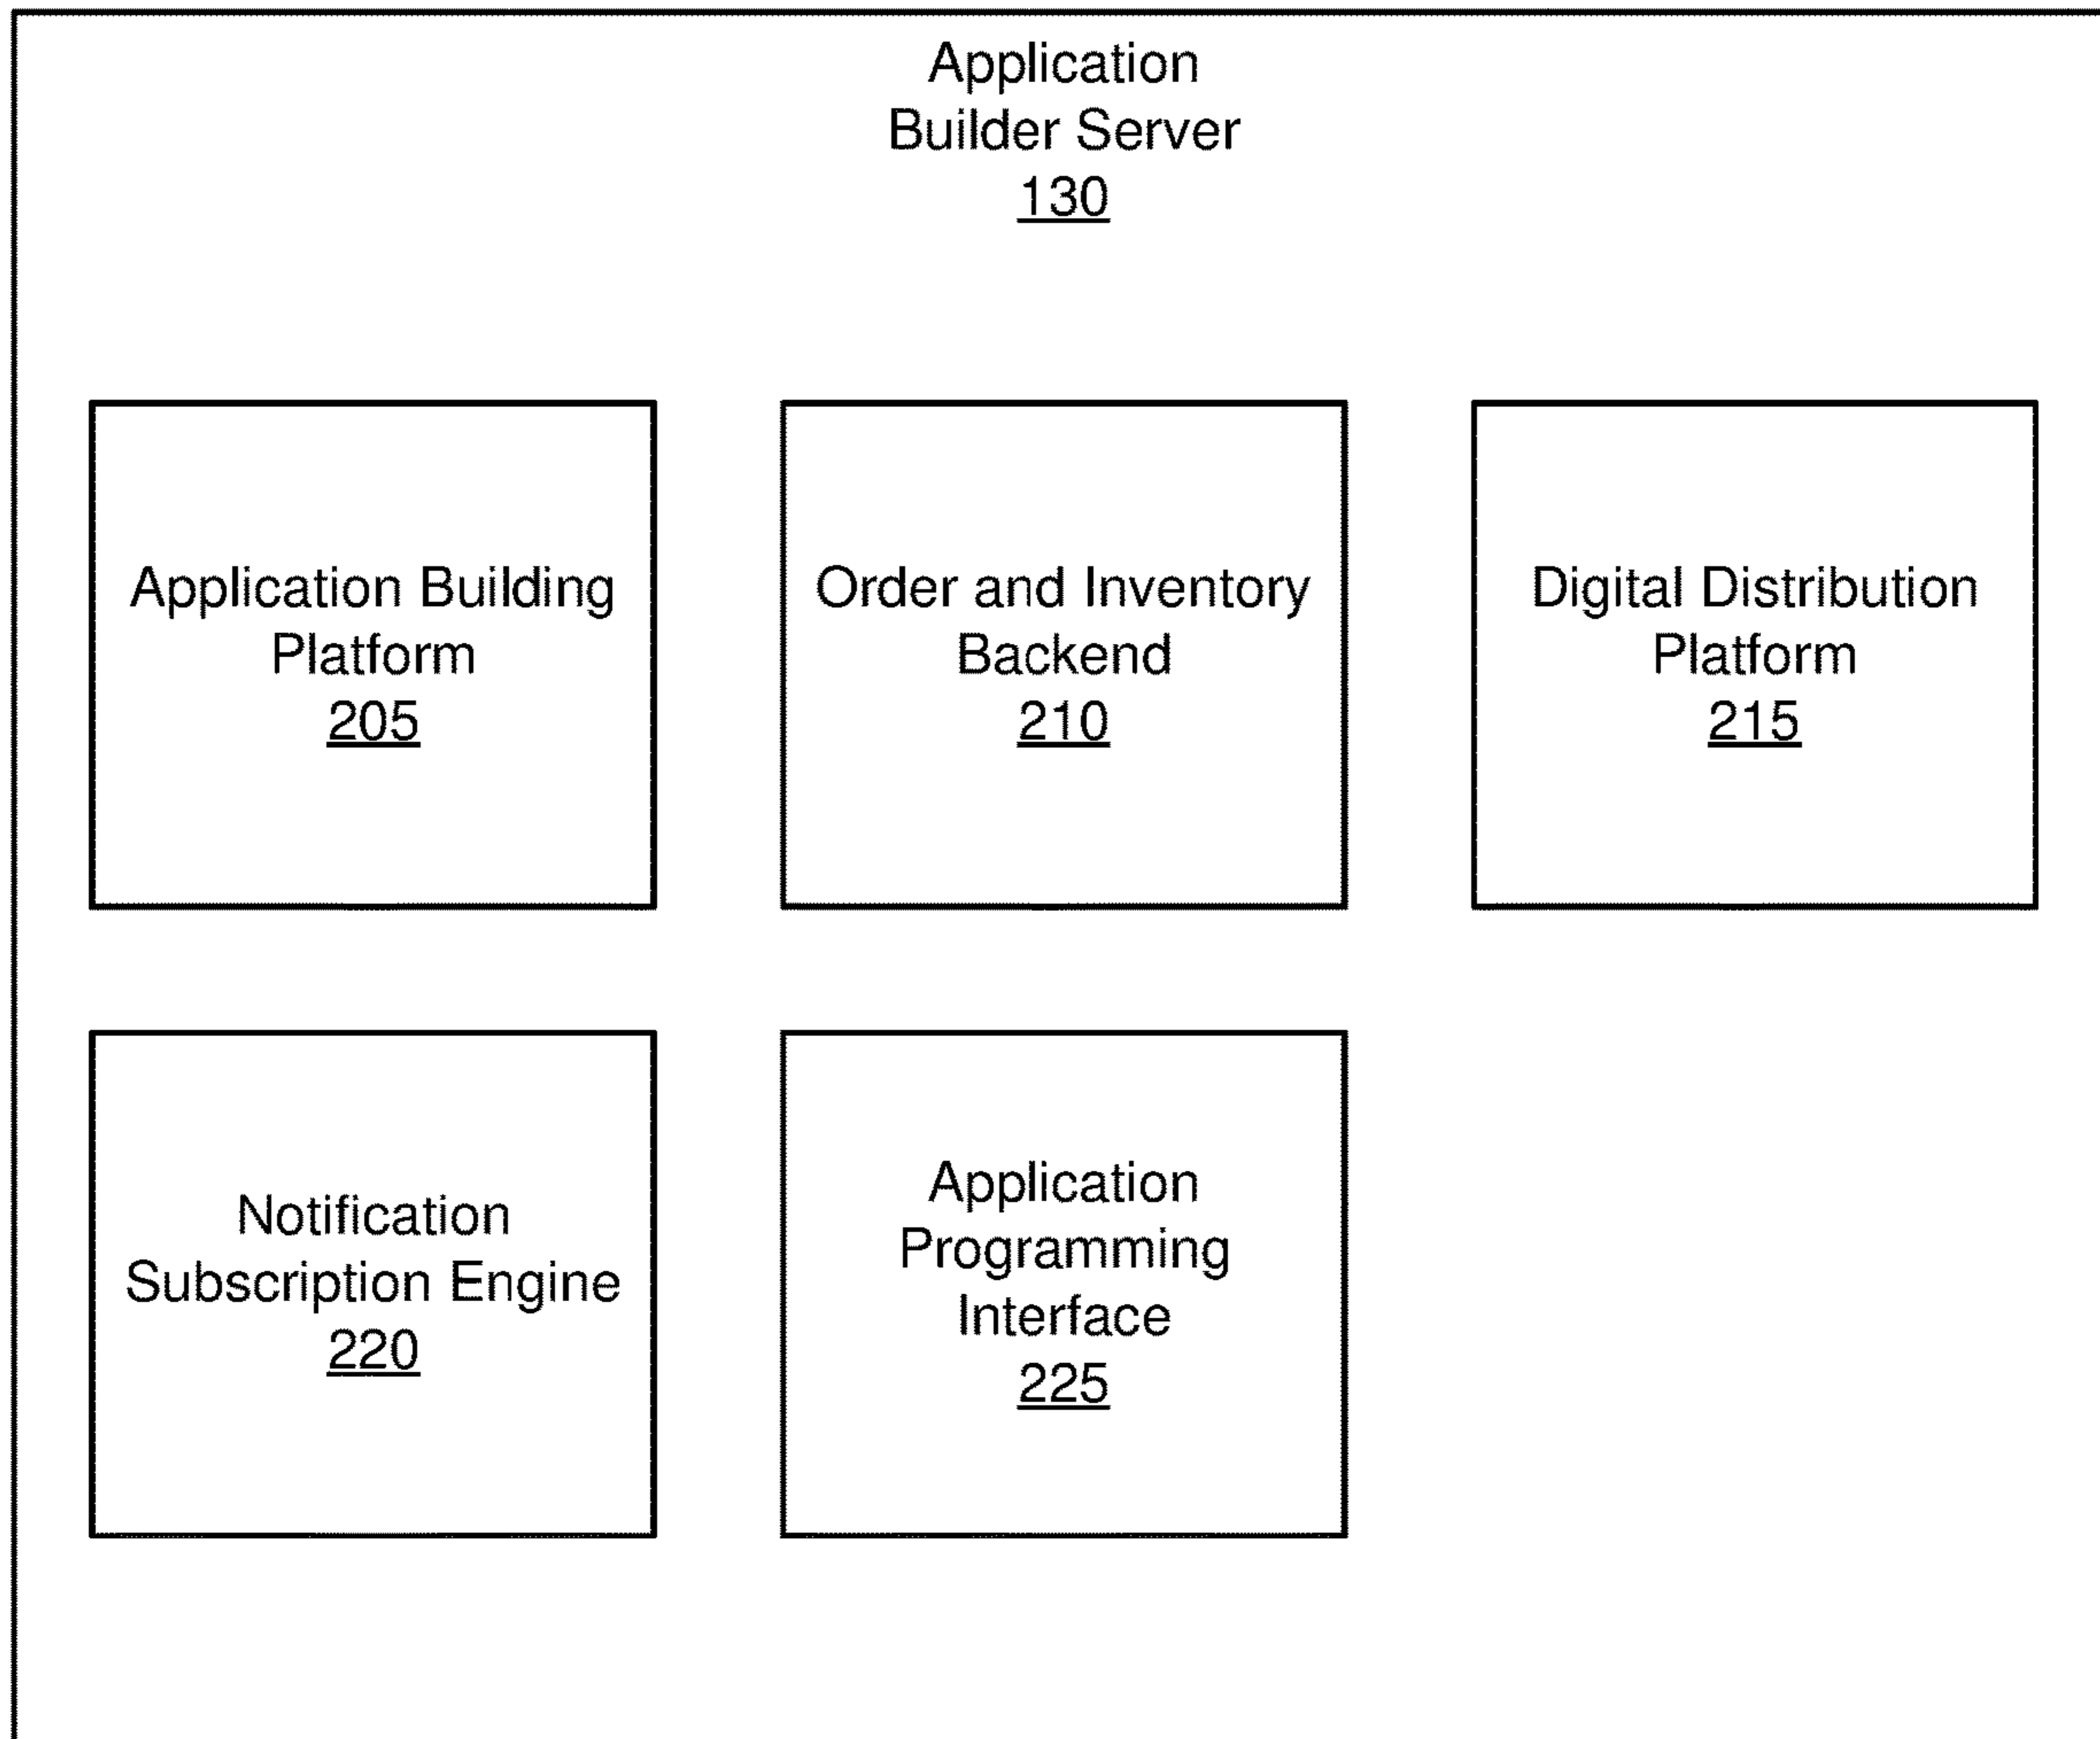 Application
Builder Server
130
Application Building
Platform
205
Order and Inventory
Backend
210
Digital Distribution
Platform
215
Notification
Subscription Engine
220
Application
Programming
Interface
225